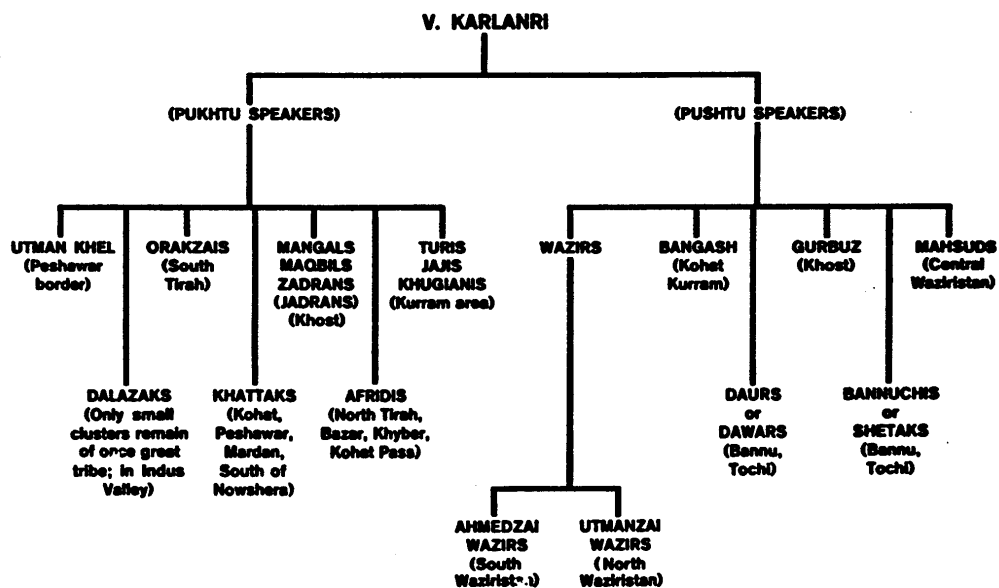 V. KARLANRI
(PUKHTU SPEAKERS)
(PUSHTU SPEAKERS)
UTMAN KHEL
(Peshawar
border)
ORAKZAIS
(South
Tirah)
MANGALS
MAQBILS
ZADRANS
(JADRANS)
(Khost)
TURIS
JAJIS
KHUGIANIS
(Kurram area)
WAZIRS
BANGASH
(Kohat
Kurram)
GURBUZ
(Khost)
MAHSUDS
(Central
Waziristan)
DALAZAKS
(Only small
clusters remain
of once great
tribe; in Indus
Valley)
KHATTAKS
(Kohat,
Peshawar,
Mardan,
South of
Nowshera)
AFRIDIS
(North Tirah,
Bazar, Khyber,
Kohat Pass)
DAURS
or
DAWARS
(Bannu,
Tochi)
BANNUCHIS
or
SHETAKS
(Bannu,
Tochi)
AHMEDZAI
WAZIRS
(South
Waziristan)
UTMANZAI
WAZIRS
(North
Waziristan)